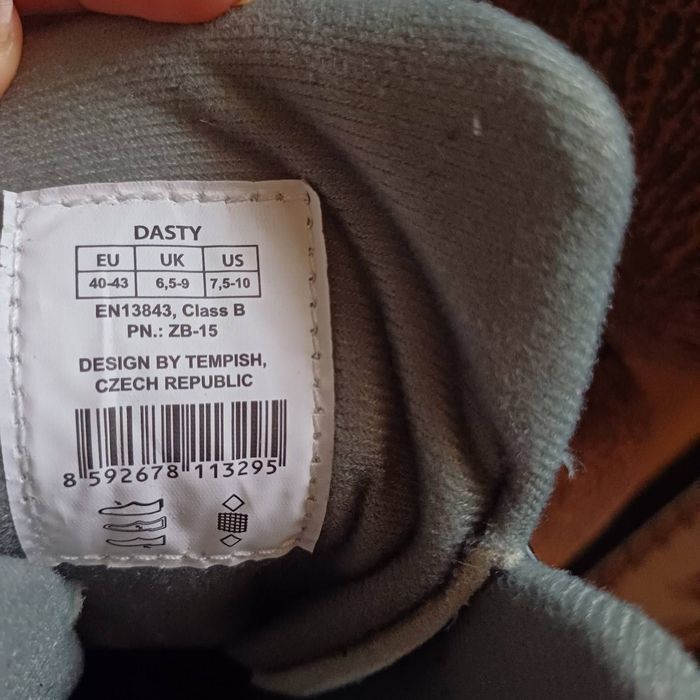 DASTY
EU UK US
40-43 6,5-9 7,5-10
EN13843, Class B
PN.: ZB-15
DESIGN BY TEMPISH,
CZECH REPUBLIC
8 592678 113295